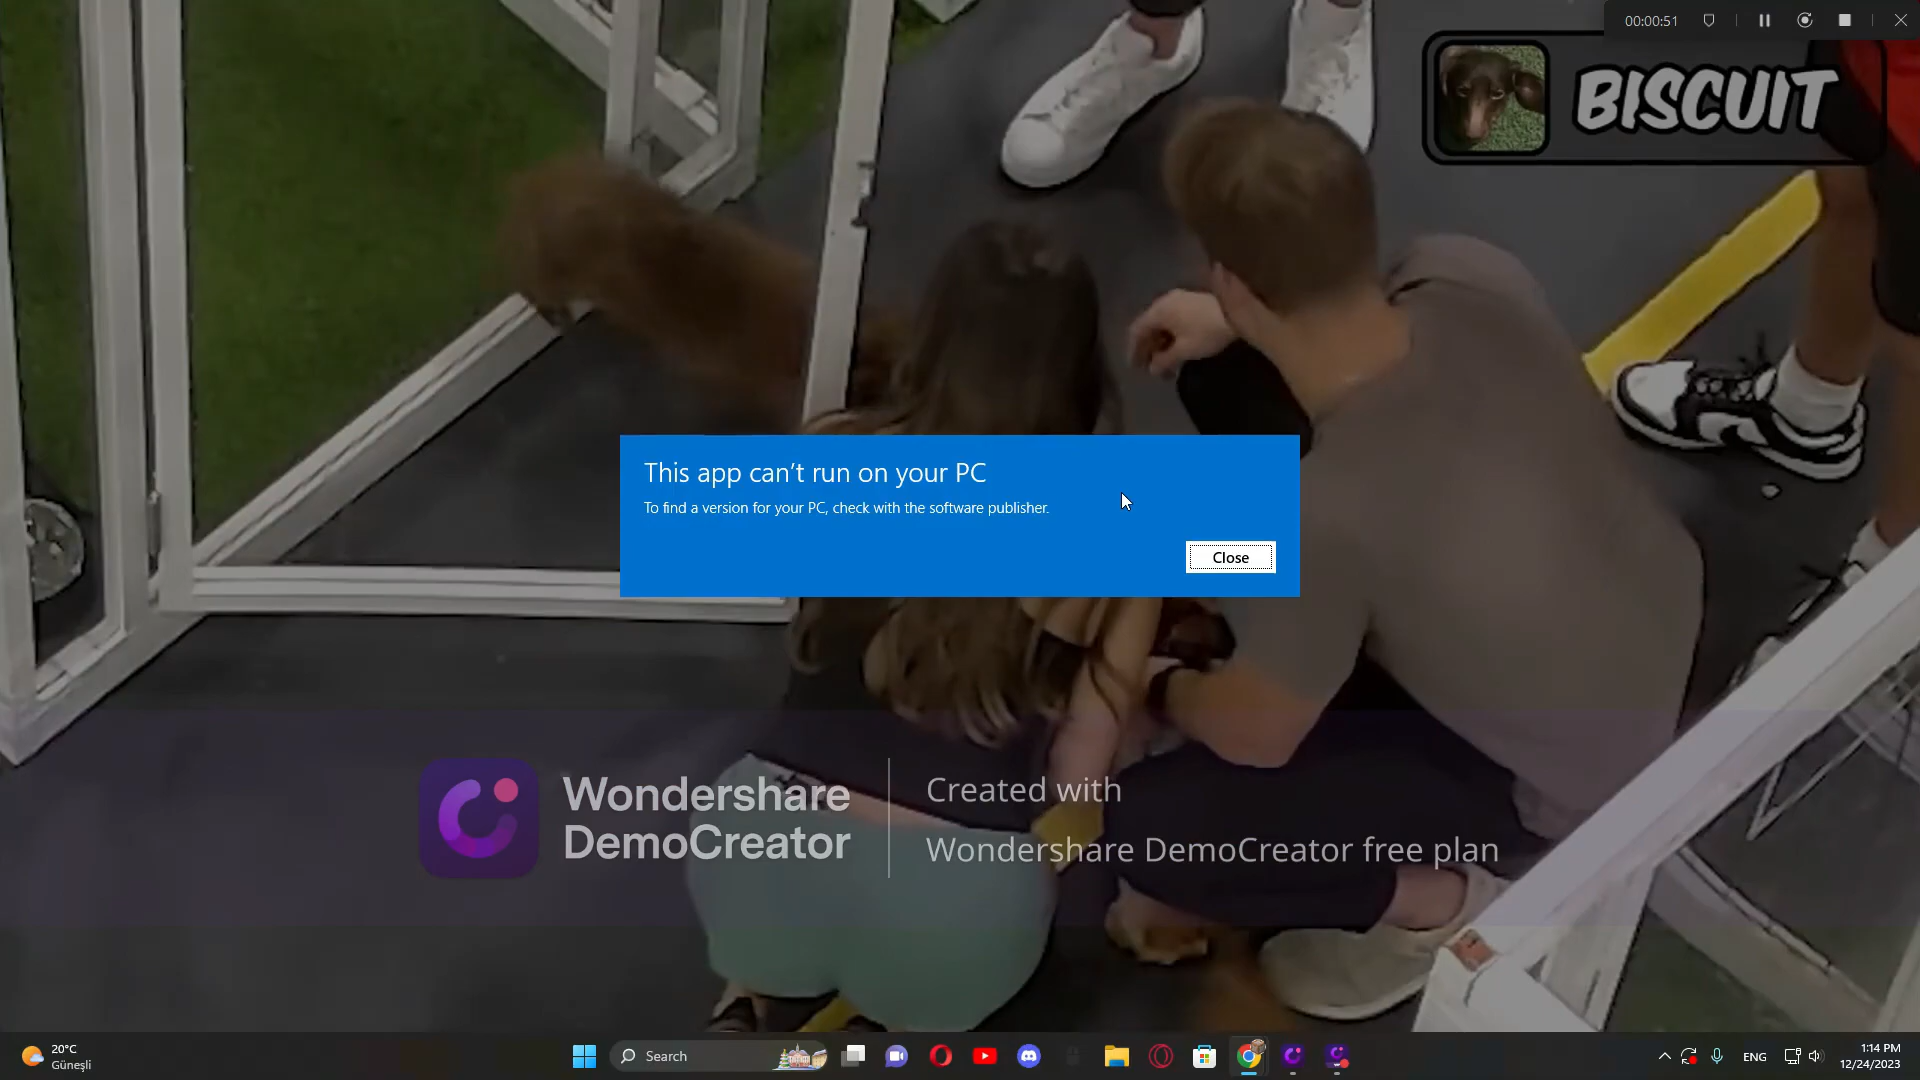 00:00:51
BISCUIT
This app can't run on your PC
To find a version for your PC, check with the software publisher.
Close
Wondershare
DemoCreator
Created with
Wondershare DemoCreator free plan
20°C
Güneşli
Search
ENG
1:14 PM
12/24/2023